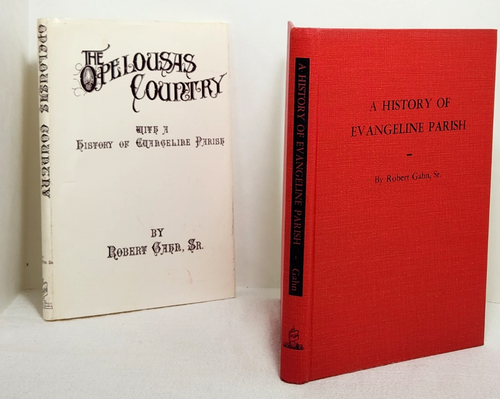 OPELOUSAS COUNTRY
THE
OPELOUSAS
COUNTRY
WITH A
HISTORY OF EVANGELINE PARISH
BY
ROBERT GAHN, SR.
A HISTORY OF EVANGELINE PARISH — Gahn
A HISTORY OF
EVANGELINE PARISH
—
By Robert Gahn, Sr.